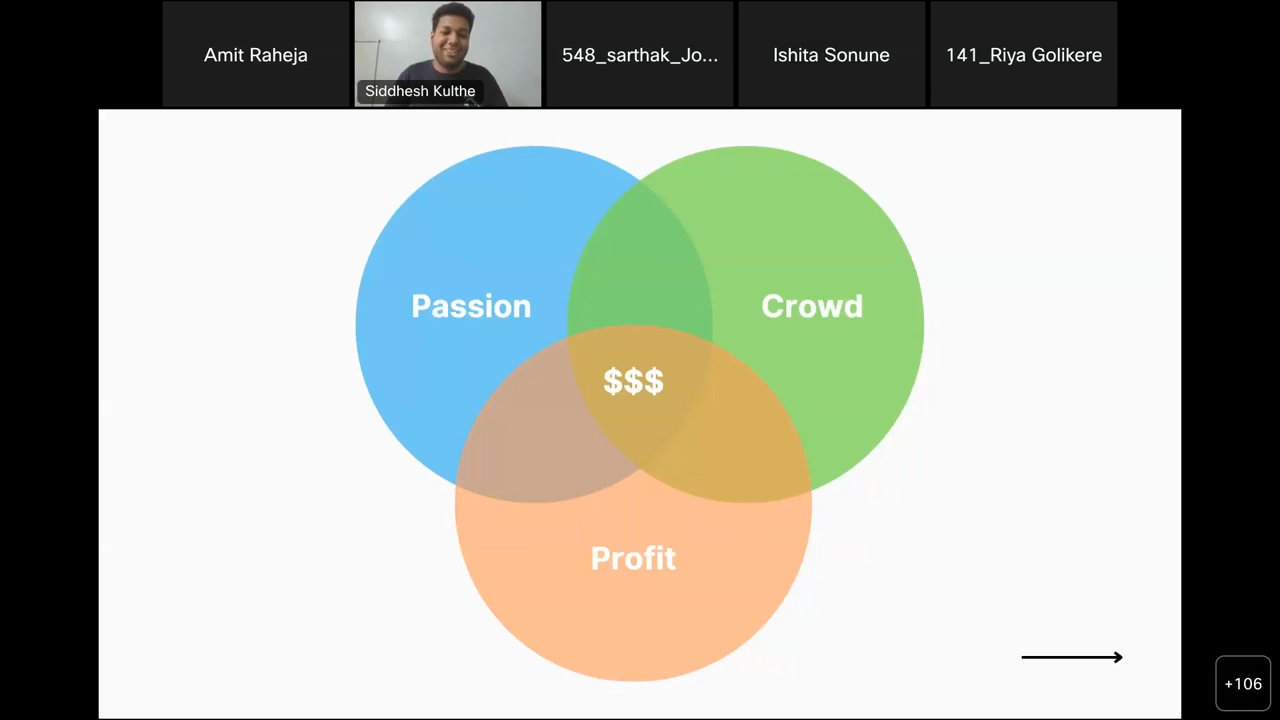 Amit Raheja
Siddhesh Kulthe
548_sarthak_Jo...
Ishita Sonune
141_Riya Golikere
Passion
Crowd
$$$
Profit
+106